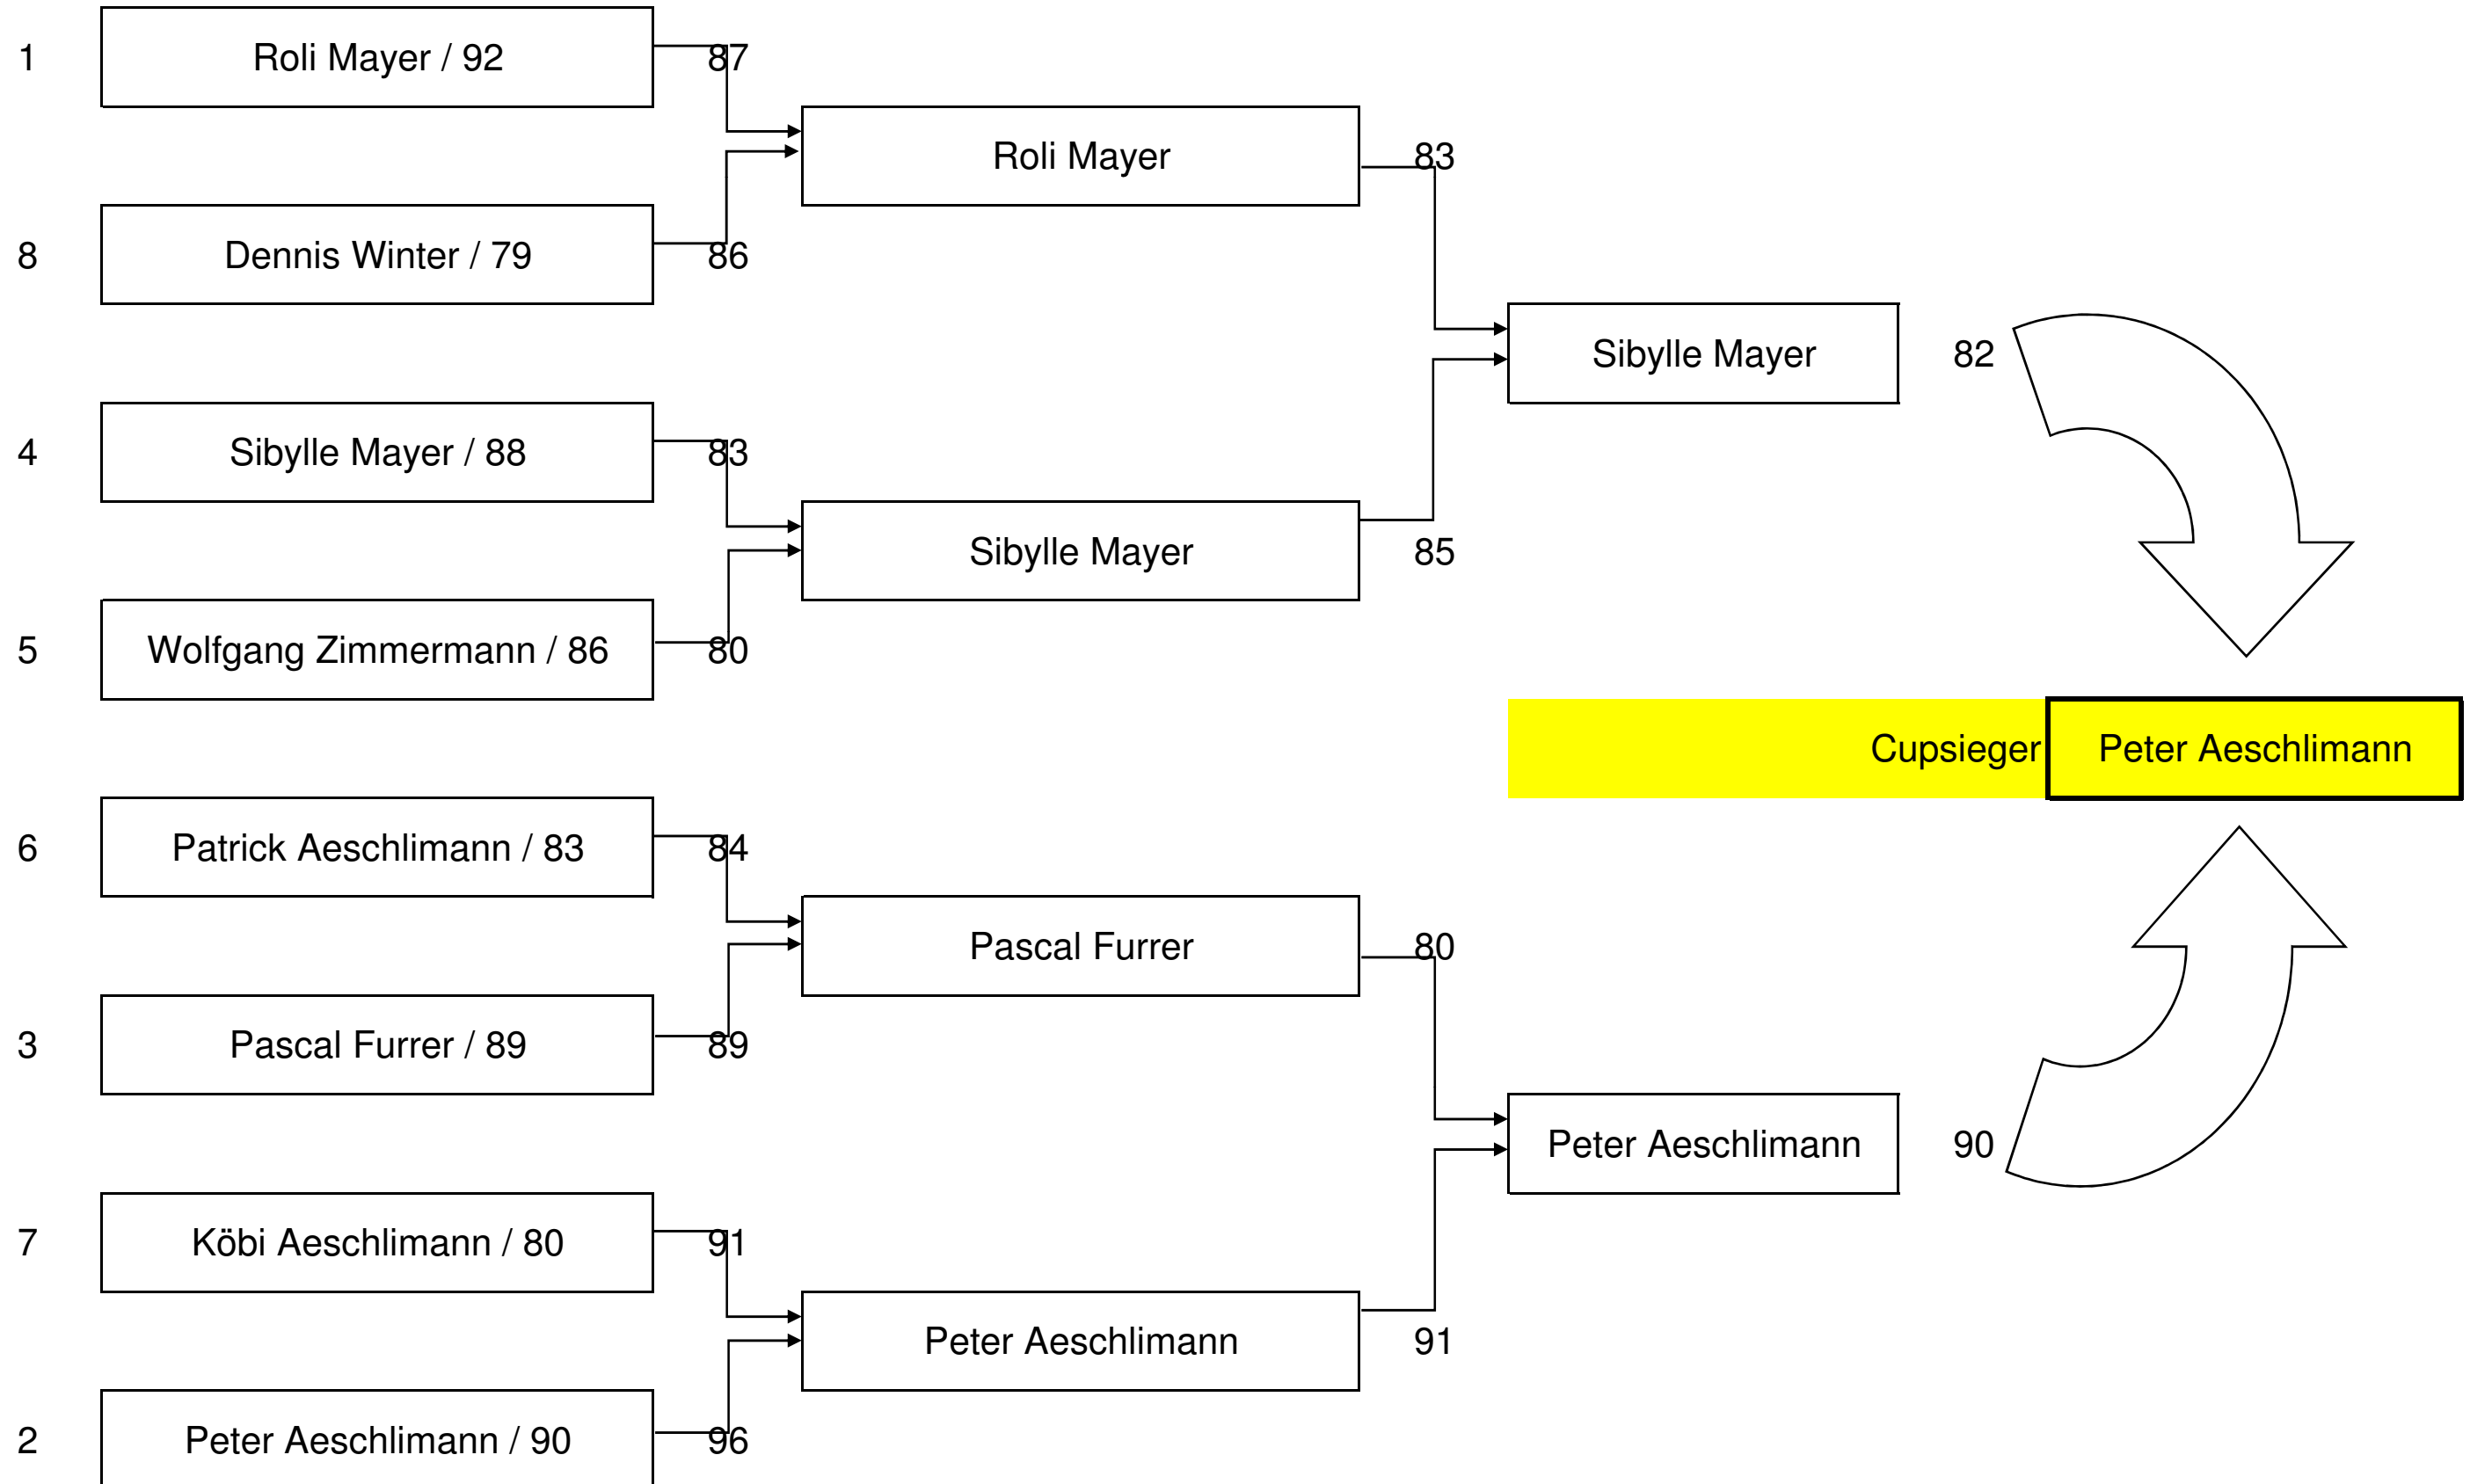 1 Roli Mayer / 92 87
Roli Mayer 83
8 Dennis Winter / 79 86
Sibylle Mayer 82
4 Sibylle Mayer / 88 83
Sibylle Mayer 85
5 Wolfgang Zimmermann / 86 80
Cupsieger Peter Aeschlimann
6 Patrick Aeschlimann / 83 84
Pascal Furrer 80
3 Pascal Furrer / 89 89
Peter Aeschlimann 90
7 Köbi Aeschlimann / 80 91
Peter Aeschlimann 91
2 Peter Aeschlimann / 90 96